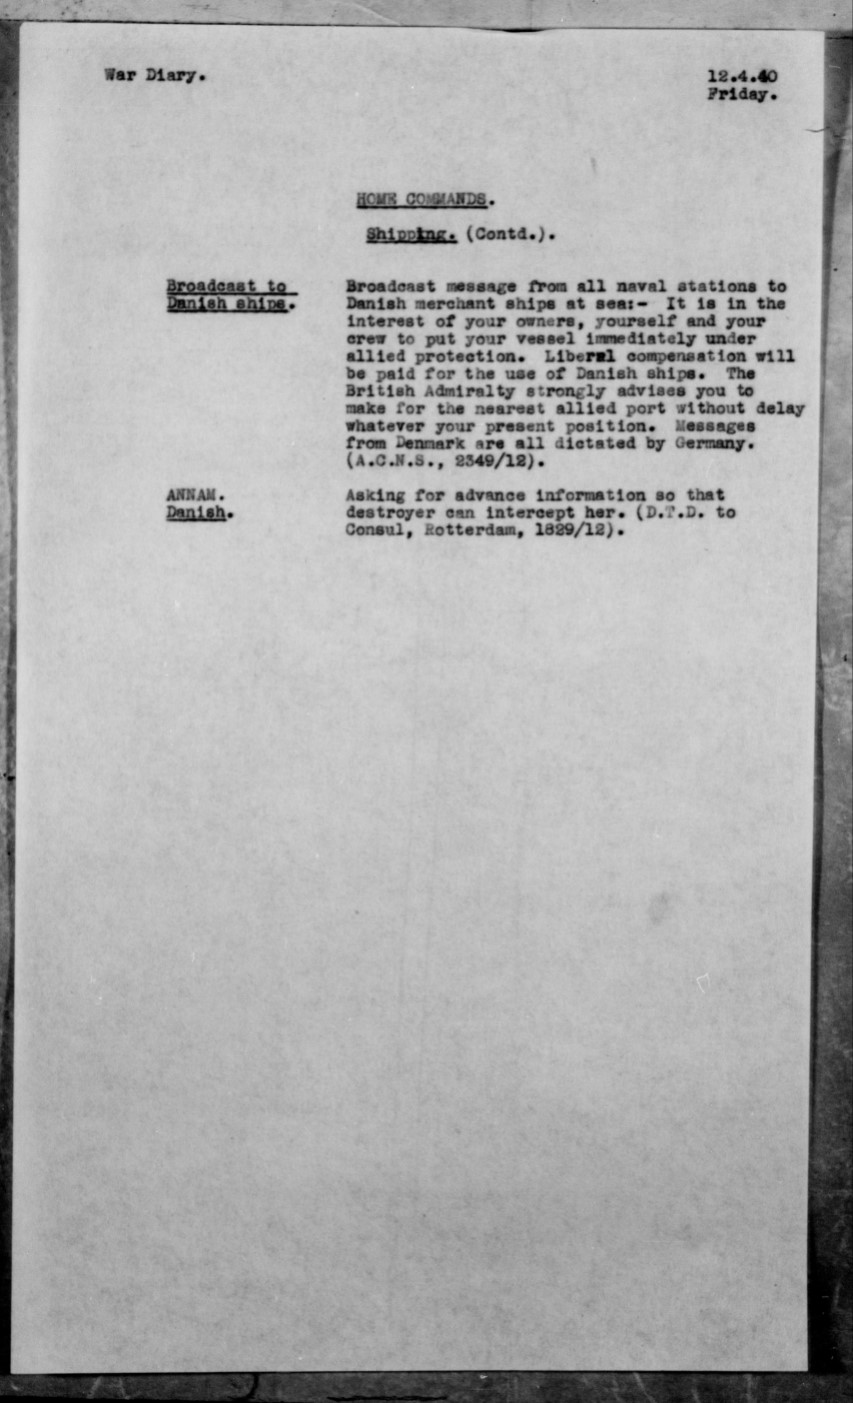 War Diary.
12.4.40
Friday.
HOME COMMANDS.
Shipping. (Contd.).
Broadcast to
Danish ships.
Broadcast message from all naval stations to
Danish merchant ships at sea:- It is in the
interest of your owners, yourself and your
crew to put your vessel immediately under
allied protection. Liberal compensation will
be paid for the use of Danish ships. The
British Admiralty strongly advises you to
make for the nearest allied port without delay
whatever your present position. Messages
from Denmark are all dictated by Germany.
(A.C.N.S., 2349/12).
ANNAM.
Danish.
Asking for advance information so that
destroyer can intercept her. (D.T.D. to
Consul, Rotterdam, 1829/12).